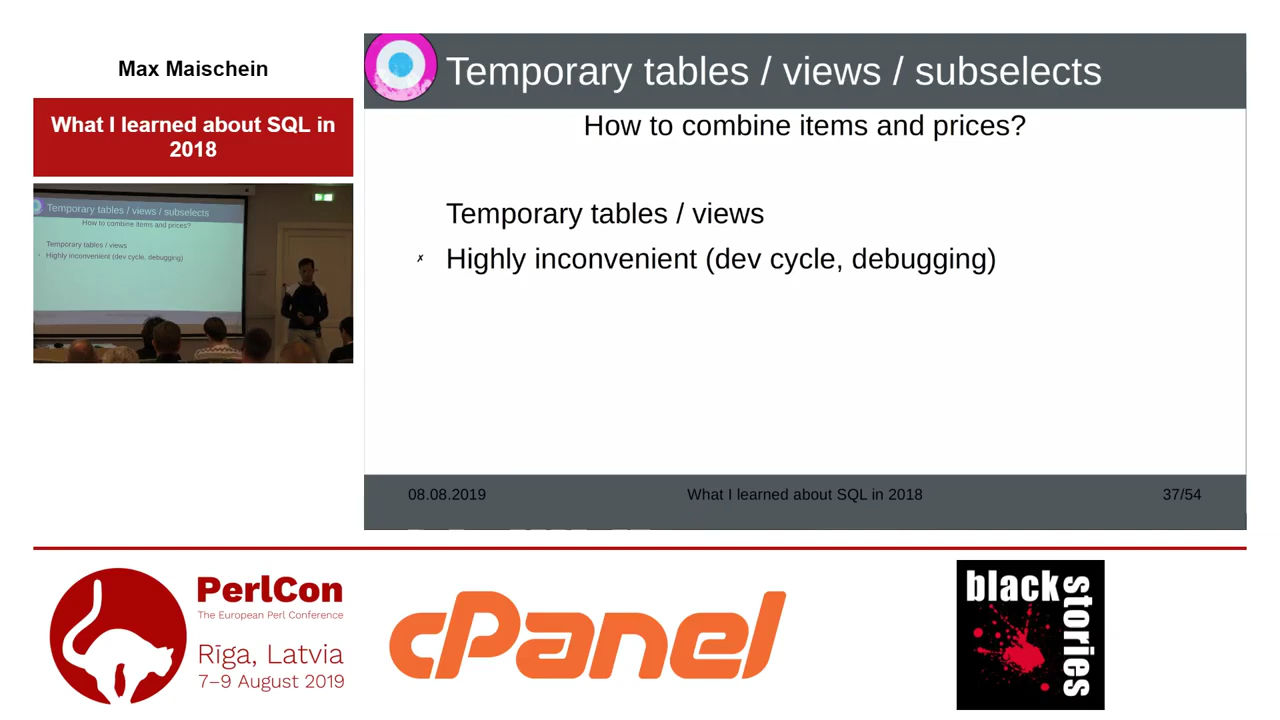 Max Maischein
What I learned about SQL in
2018
Temporary tables / views / subselects
How to combine items and prices?
Temporary tables / views
Highly inconvenient (dev cycle, debugging)
Temporary tables / views / subselects
How to combine items and prices?
Temporary tables / views
✗ Highly inconvenient (dev cycle, debugging)
08.08.2019
What I learned about SQL in 2018
37/54
PerlCon
The European Perl Conference
Rīga, Latvia
7–9 August 2019
cPanel
black
stories